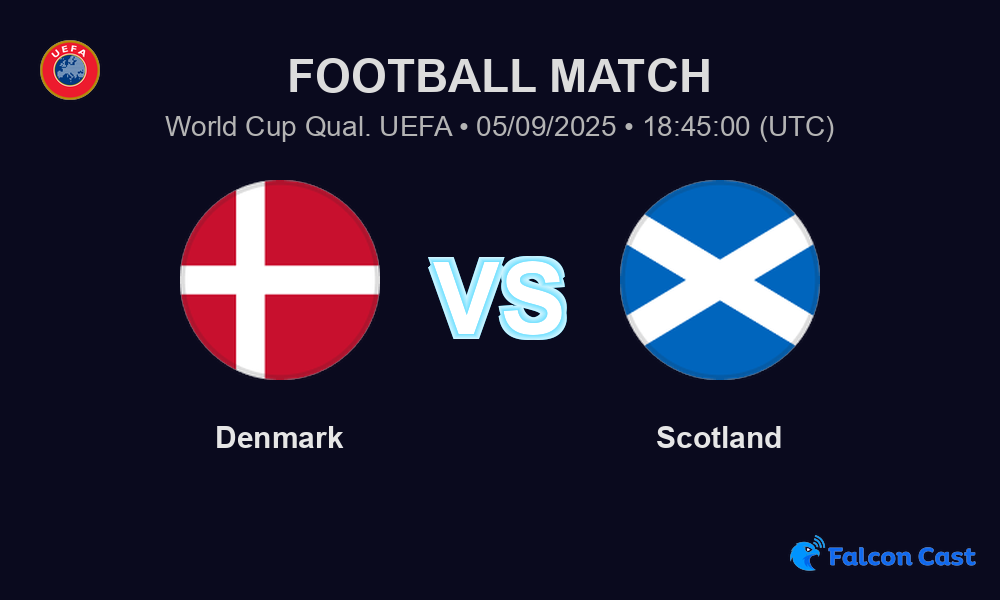 UEFA
FOOTBALL MATCH
World Cup Qual. UEFA • 05/09/2025 • 18:45:00 (UTC)
VS
Denmark
Scotland
Falcon Cast